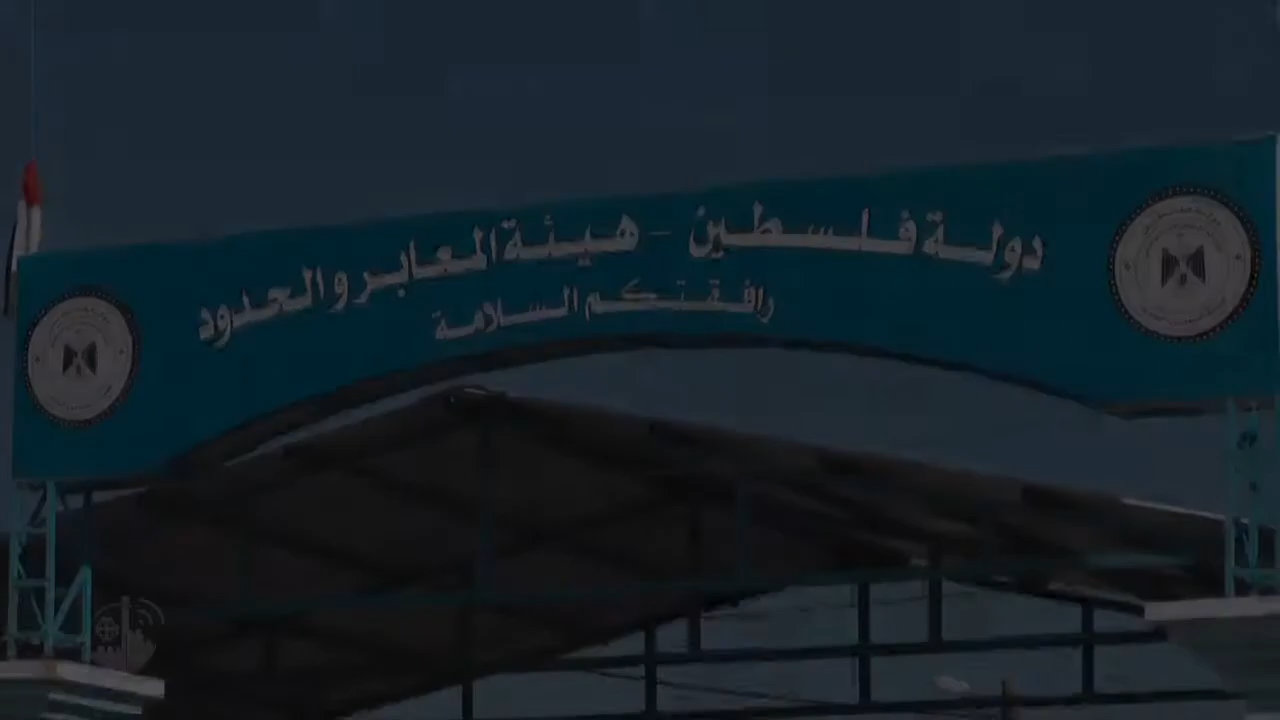 دولة فلسطين - هيئة المعابر والحدود
رافقتكم السلامة